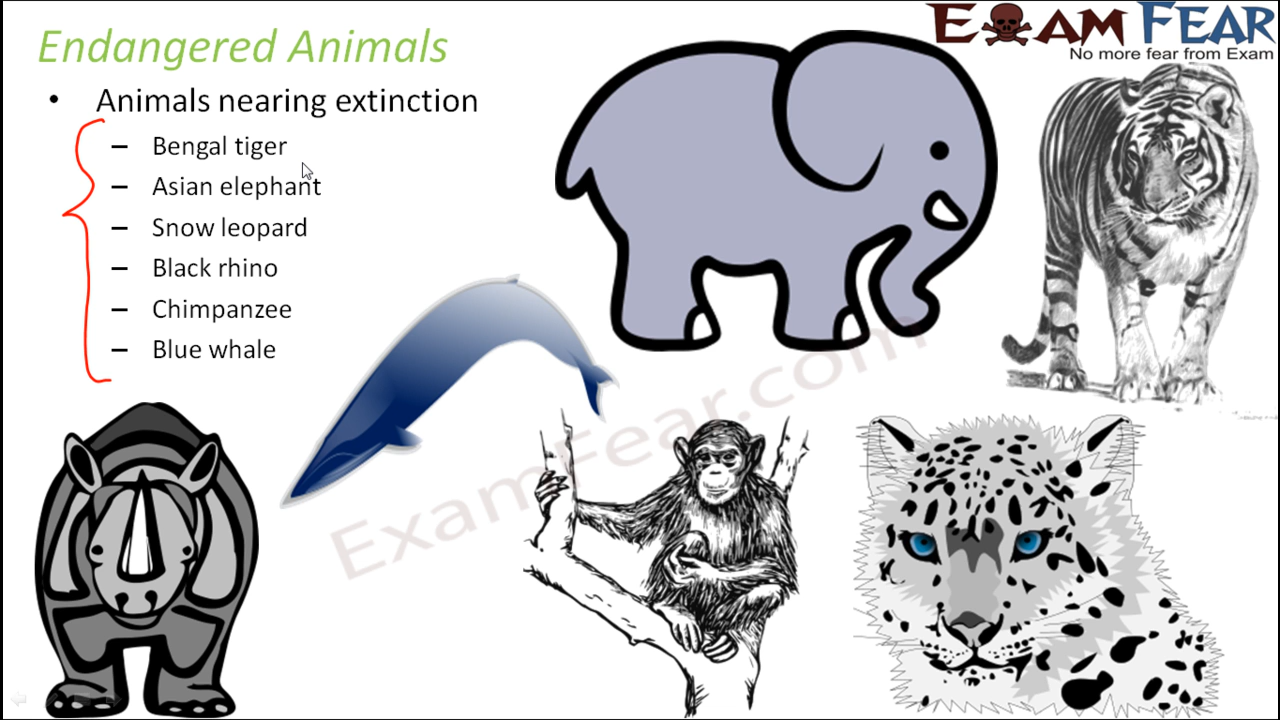 Endangered Animals
• Animals nearing extinction
– Bengal tiger
– Asian elephant
– Snow leopard
– Black rhino
– Chimpanzee
– Blue whale
EXAM FEAR
No more fear from Exam
ExamFear.com